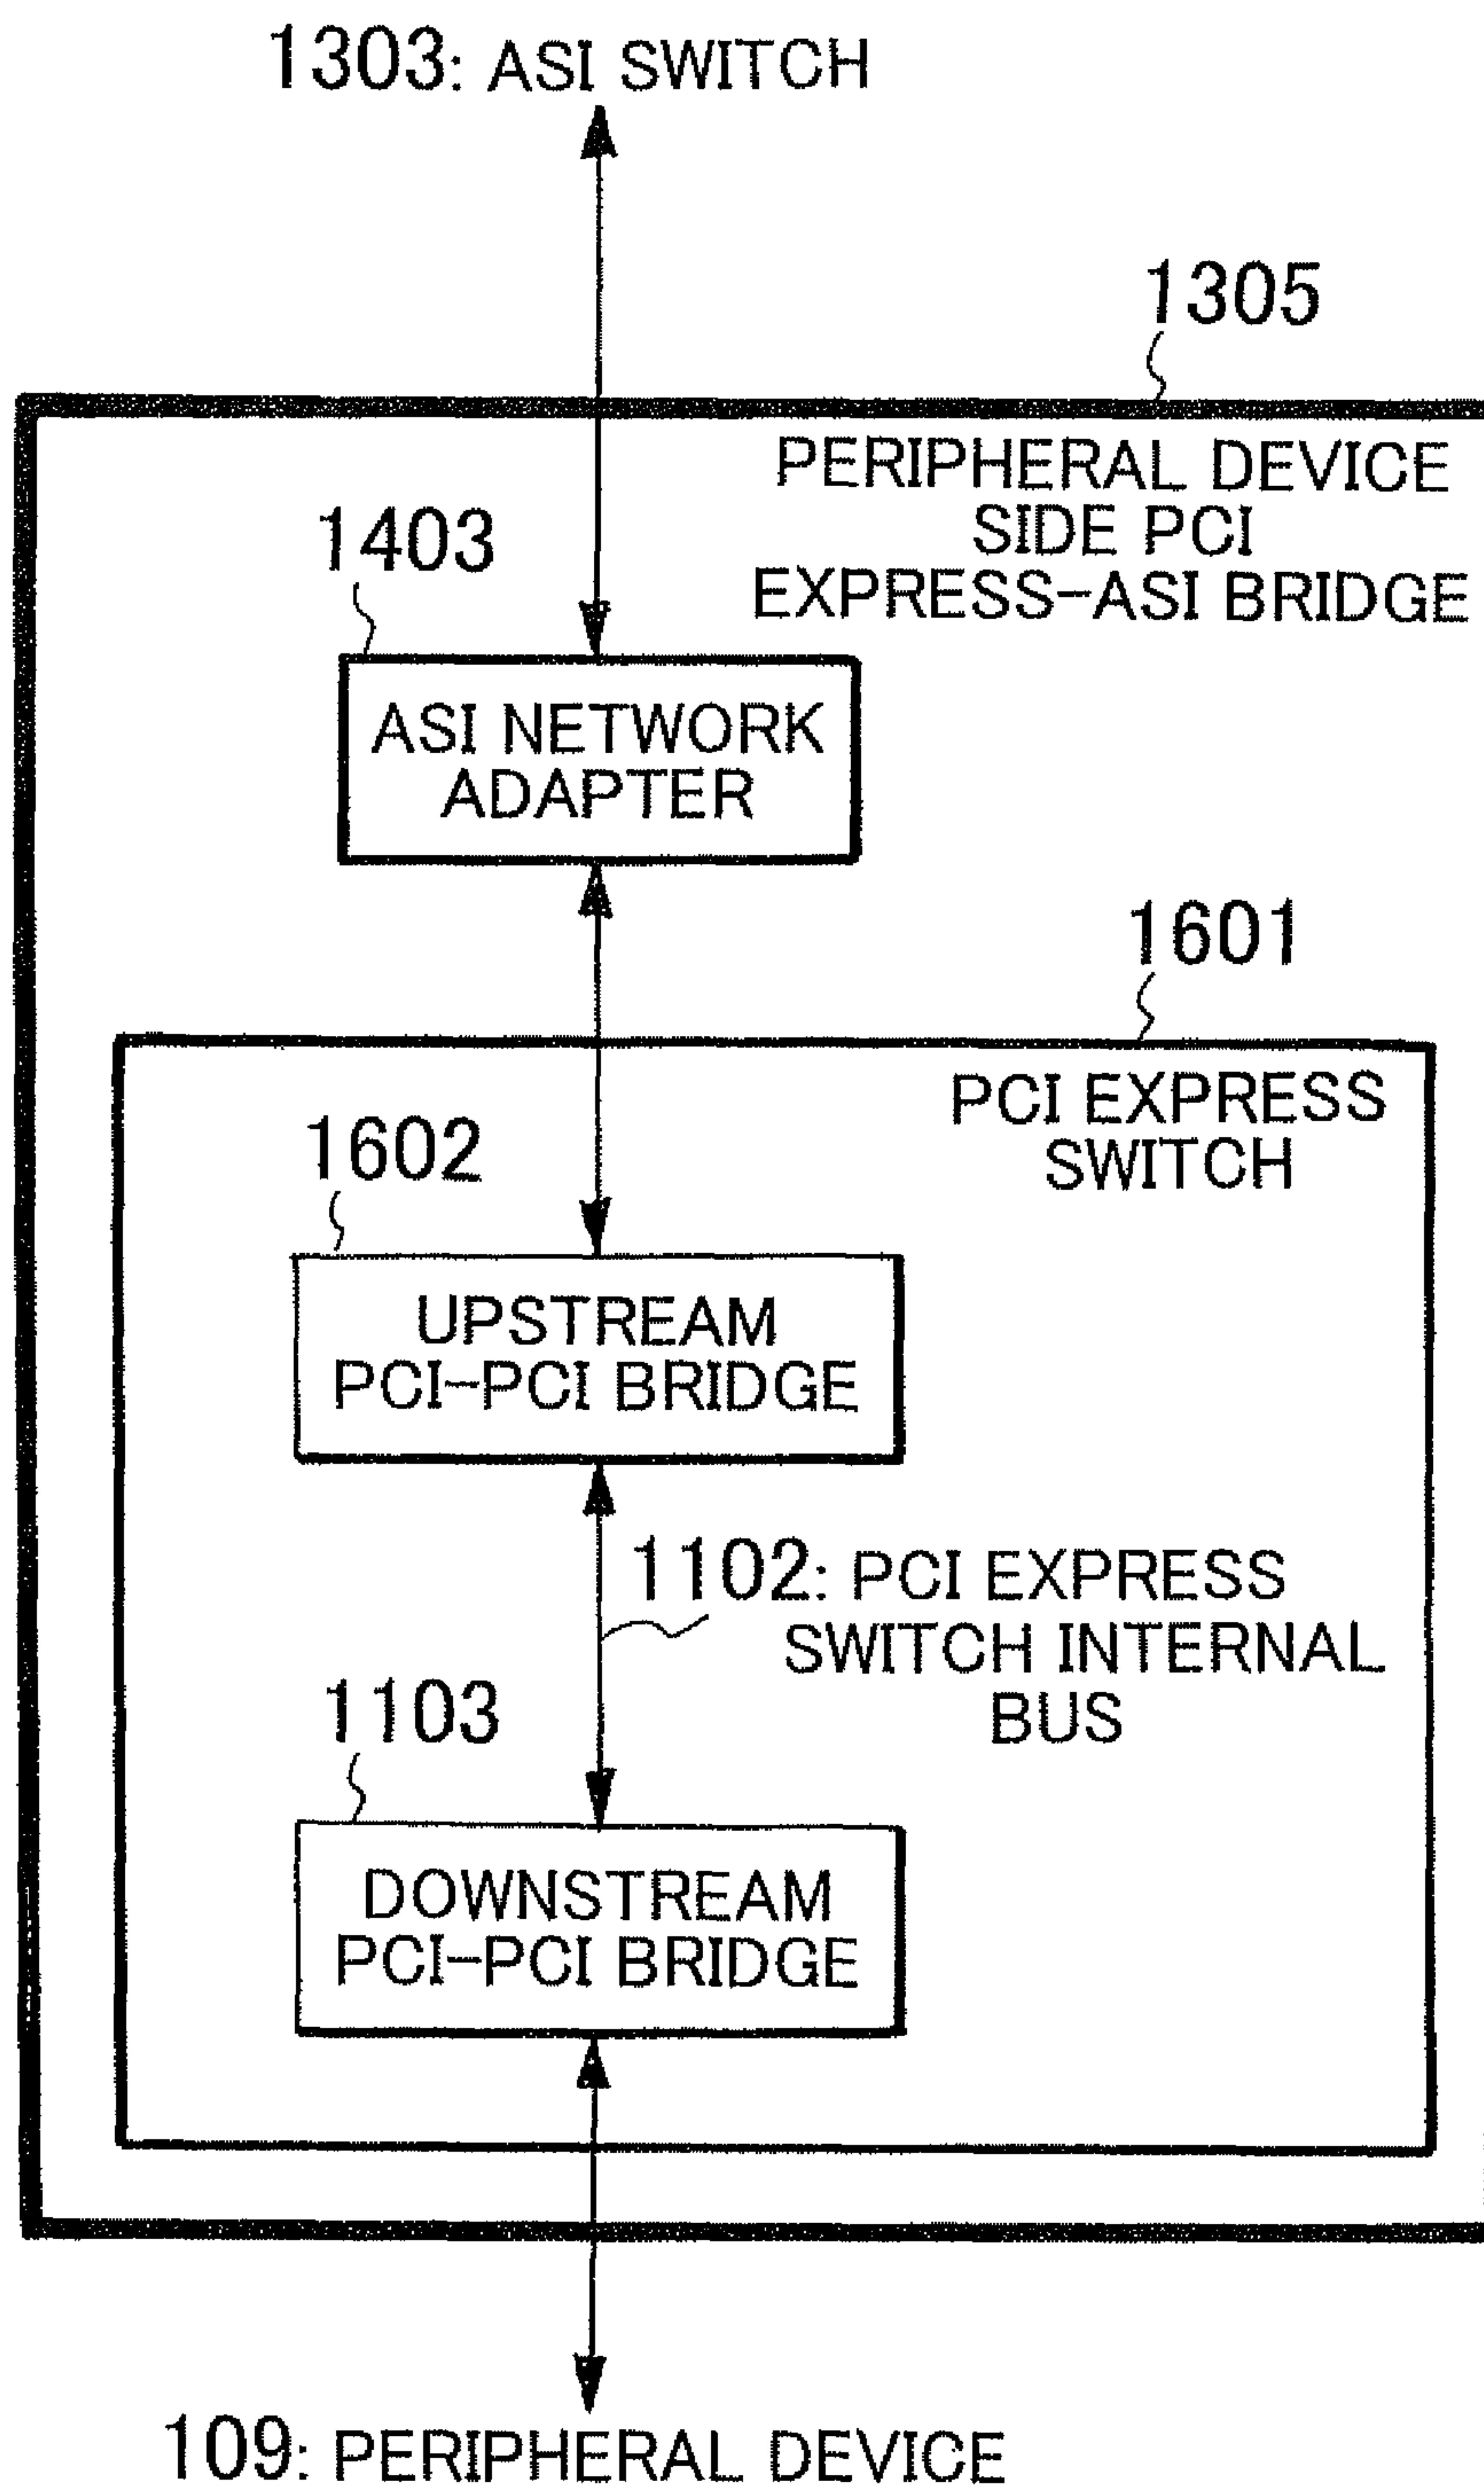 1303: ASI SWITCH
1305
PERIPHERAL DEVICE
SIDE PCI
EXPRESS-ASI BRIDGE
1403
ASI NETWORK
ADAPTER
1601
PCI EXPRESS
SWITCH
1602
UPSTREAM
PCI-PCI BRIDGE
1102: PCI EXPRESS
SWITCH INTERNAL
BUS
1103
DOWNSTREAM
PCI-PCI BRIDGE
109: PERIPHERAL DEVICE